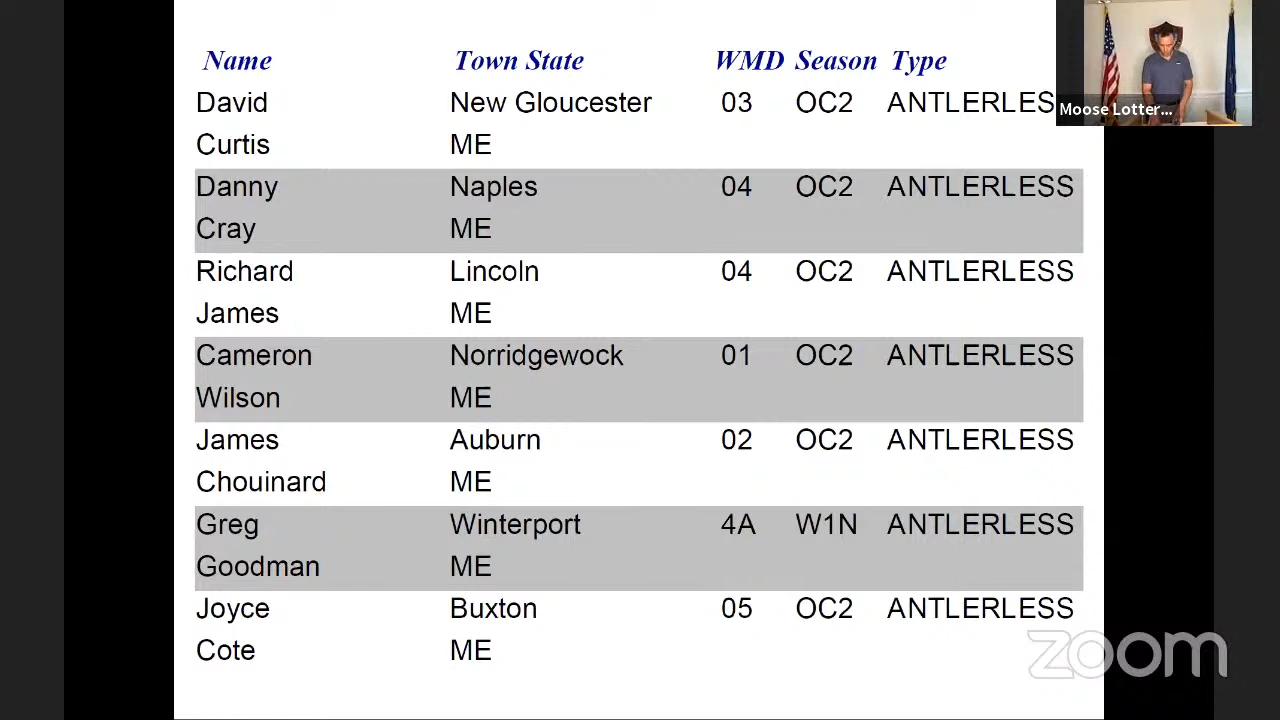 Name Town State WMD Season Type
David New Gloucester 03 OC2 ANTLERLES
Curtis ME
Danny Naples 04 OC2 ANTLERLESS
Cray ME
Richard Lincoln 04 OC2 ANTLERLESS
James ME
Cameron Norridgewock 01 OC2 ANTLERLESS
Wilson ME
James Auburn 02 OC2 ANTLERLESS
Chouinard ME
Greg Winterport 4A W1N ANTLERLESS
Goodman ME
Joyce Buxton 05 OC2 ANTLERLESS
Cote ME
Moose Lotter...
zoom